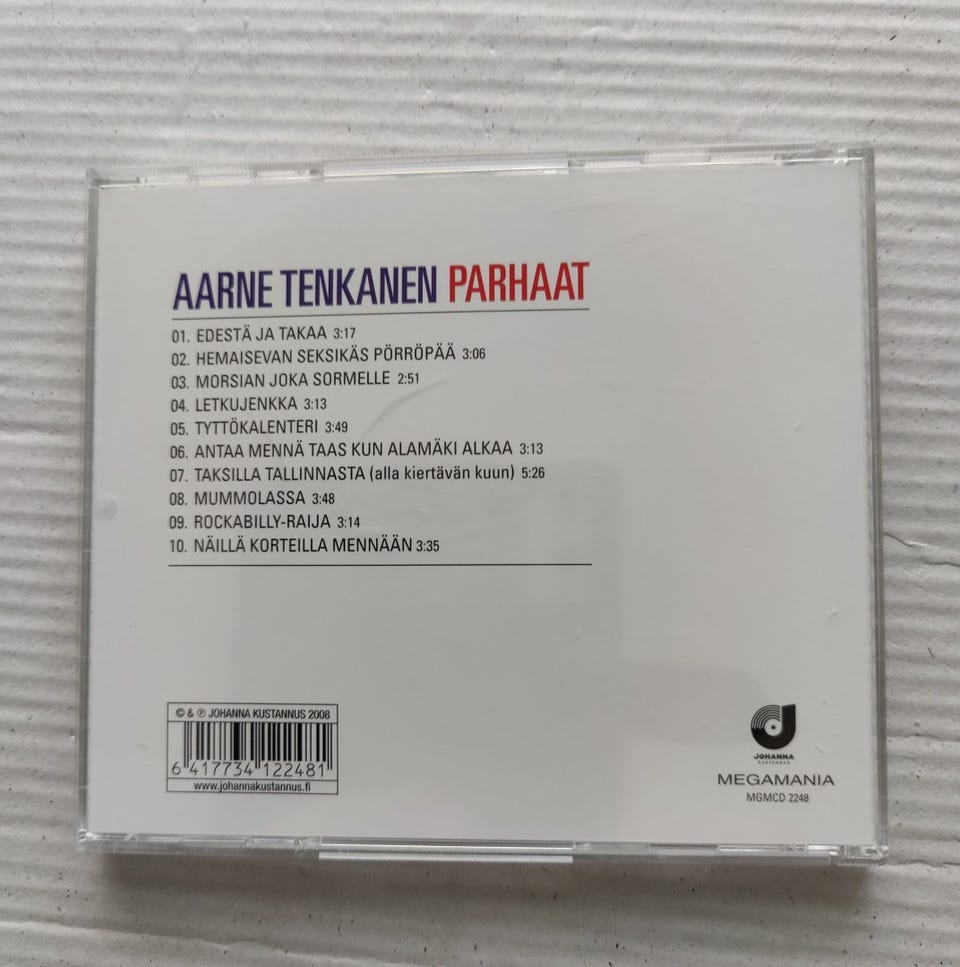 AARNE TENKANEN PARHAAT
01. EDESTÄ JA TAKAA 3:17
02. HEMAISEVAN SEKSIKÄS PÖRRÖPÄÄ 3:06
03. MORSIAN JOKA SORMELLE 2:51
04. LETKUJENKKA 3:13
05. TYTTÖKALENTERI 3:49
06. ANTAA MENNÄ TAAS KUN ALAMÄKI ALKAA 3:13
07. TAKSILLA TALLINNASTA (alla kiertävän kuun) 5:26
08. MUMMOLASSA 3:48
09. ROCKABILLY-RAIJA 3:14
10. NÄILLÄ KORTEILLA MENNÄÄN 3:35
© & ℗ JOHANNA KUSTANNUS 2008
6 417734 122481
www.johannakustannus.fi
JOHANNA
KUSTANNUS
MEGAMANIA
MGMCD 2248